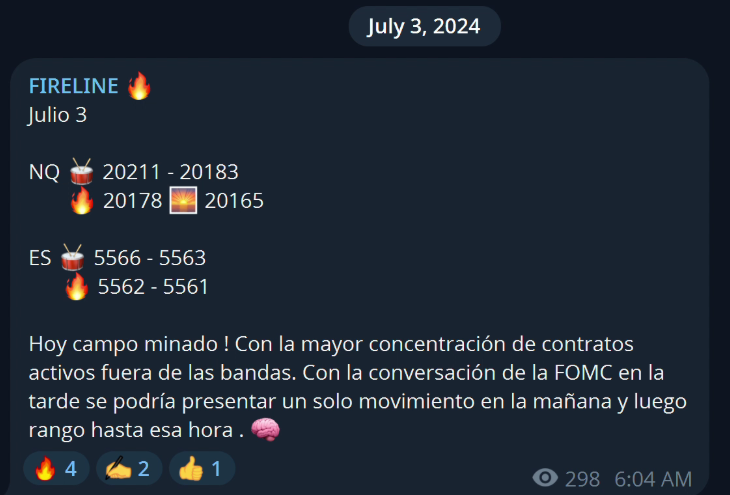 July 3, 2024
FIRELINE 🔥
Julio 3
NQ 🥁 20211 - 20183
🔥 20178 🌅 20165
ES 🥁 5566 - 5563
🔥 5562 - 5561
Hoy campo minado ! Con la mayor concentración de contratos
activos fuera de las bandas. Con la conversación de la FOMC en la
tarde se podría presentar un solo movimiento en la mañana y luego
rango hasta esa hora . 🧠
🔥 4 ✍️ 2 👍 1
298 6:04 AM